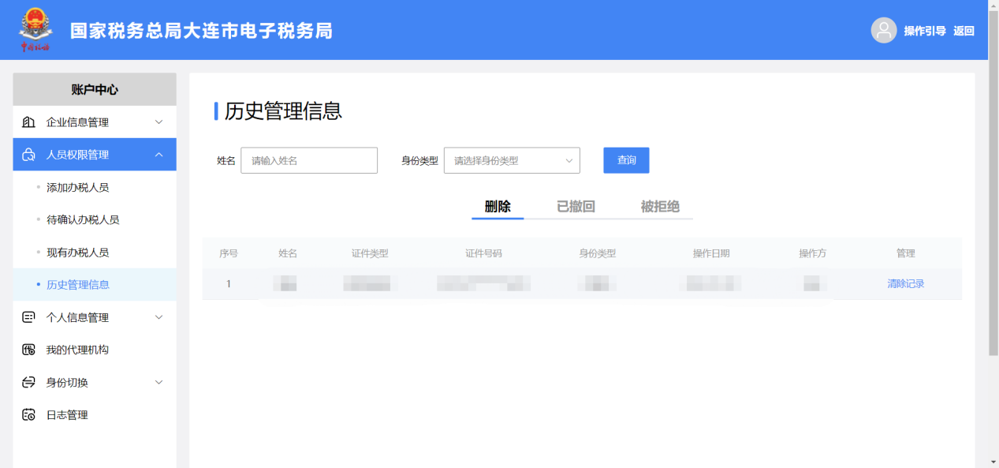 国家税务总局大连市电子税务局
操作引导 返回
账户中心
企业信息管理
人员权限管理
添加办税人员
待确认办税人员
现有办税人员
历史管理信息
个人信息管理
我的代理机构
身份切换
日志管理
历史管理信息
姓名 请输入姓名 身份类型 请选择身份类型 查询
删除 已撤回 被拒绝
序号 姓名 证件类型 证件号码 身份类型 操作日期 操作方 管理
1 清除记录